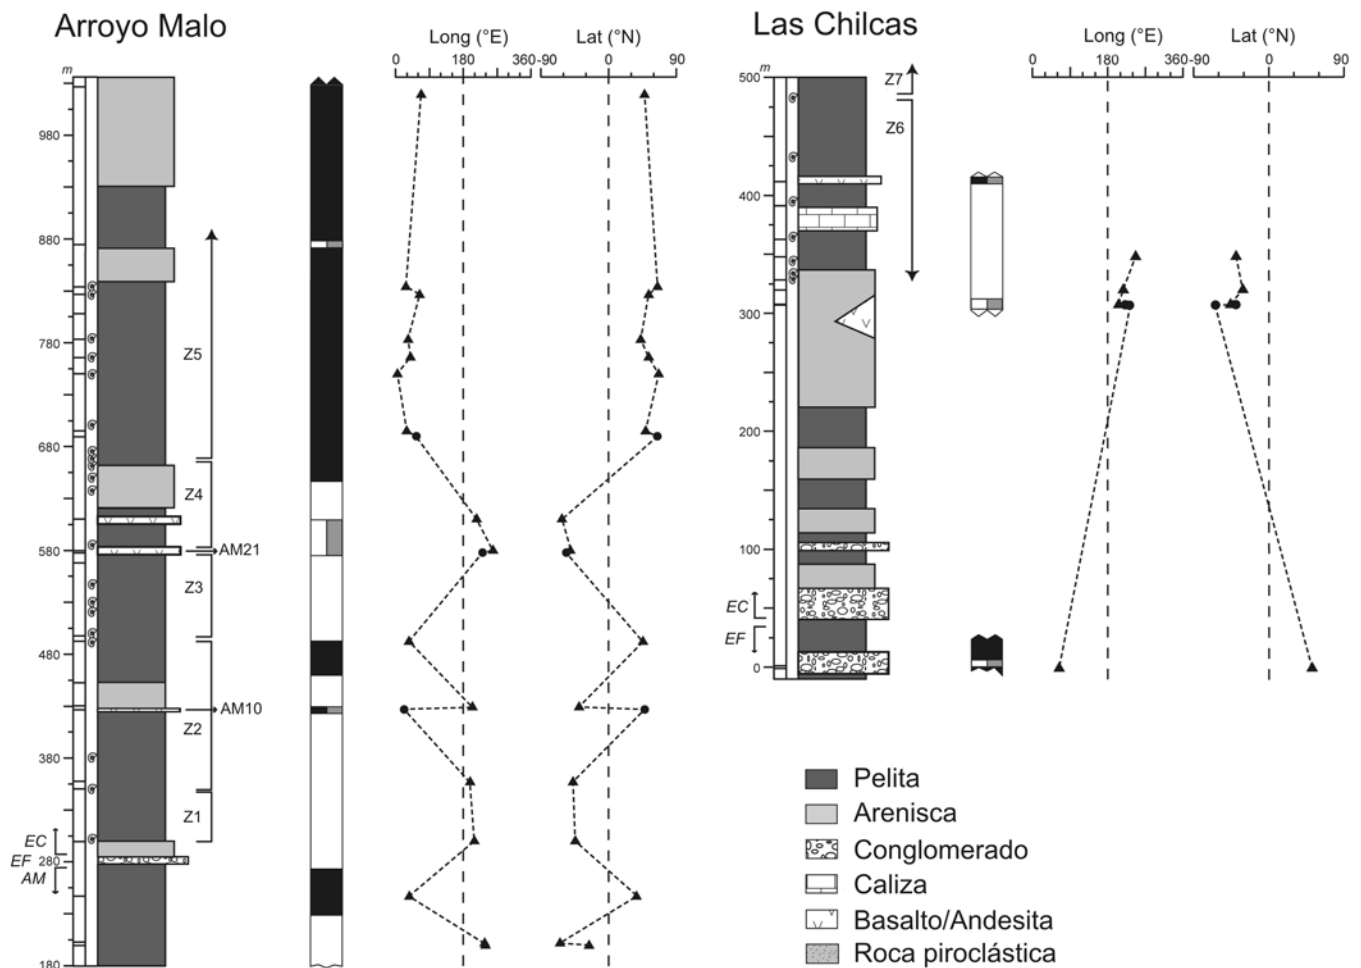 Arroyo Malo
Long (°E)
Lat (°N)
0
180
360
-90
0
90
m
980
880
780
680
580
480
380
280
180
Z5
Z4
AM21
Z3
AM10
Z2
Z1
EC
EF
AM
Las Chilcas
Long (°E)
Lat (°N)
0
180
360
-90
0
90
m
500
400
300
200
100
0
Z7
Z6
EC
EF
Pelita
Arenisca
Conglomerado
Caliza
Basalto/Andesita
Roca piroclástica